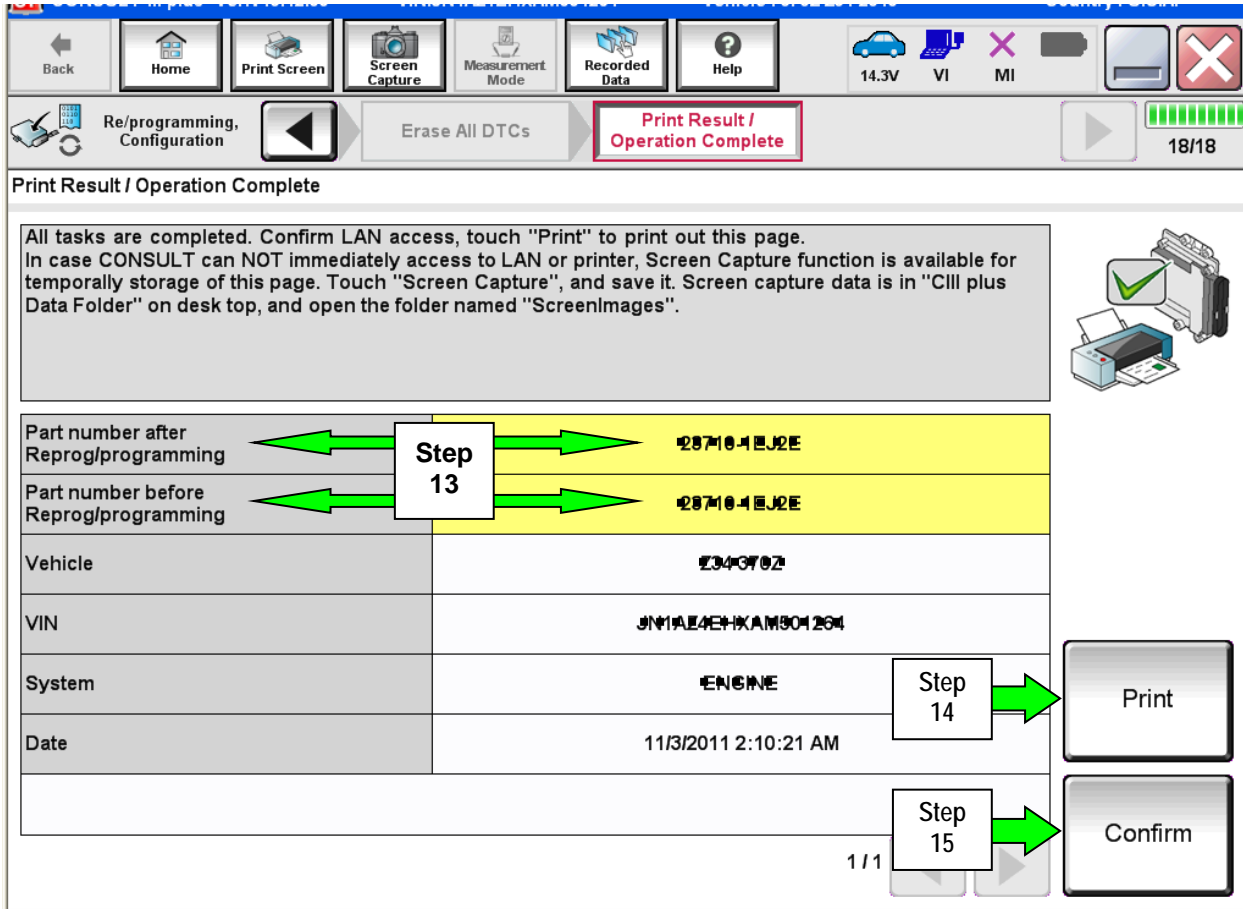 Back
Home
Print Screen
Screen
Capture
Measurement
Mode
Recorded
Data
Help
14.3V
VI
MI
Re/programming,
Configuration
Erase All DTCs
Print Result /
Operation Complete
18/18
Print Result / Operation Complete
All tasks are completed. Confirm LAN access, touch "Print" to print out this page.
In case CONSULT can NOT immediately access to LAN or printer, Screen Capture function is available for
temporally storage of this page. Touch "Screen Capture", and save it. Screen capture data is in "CIII plus
Data Folder" on desk top, and open the folder named "ScreenImages".
Part number after
Reprog/programming
Step
13
Part number before
Reprog/programming
Vehicle
VIN
System
ENGINE
Step
14
Print
Date
11/3/2011 2:10:21 AM
Step
15
Confirm
1 / 1